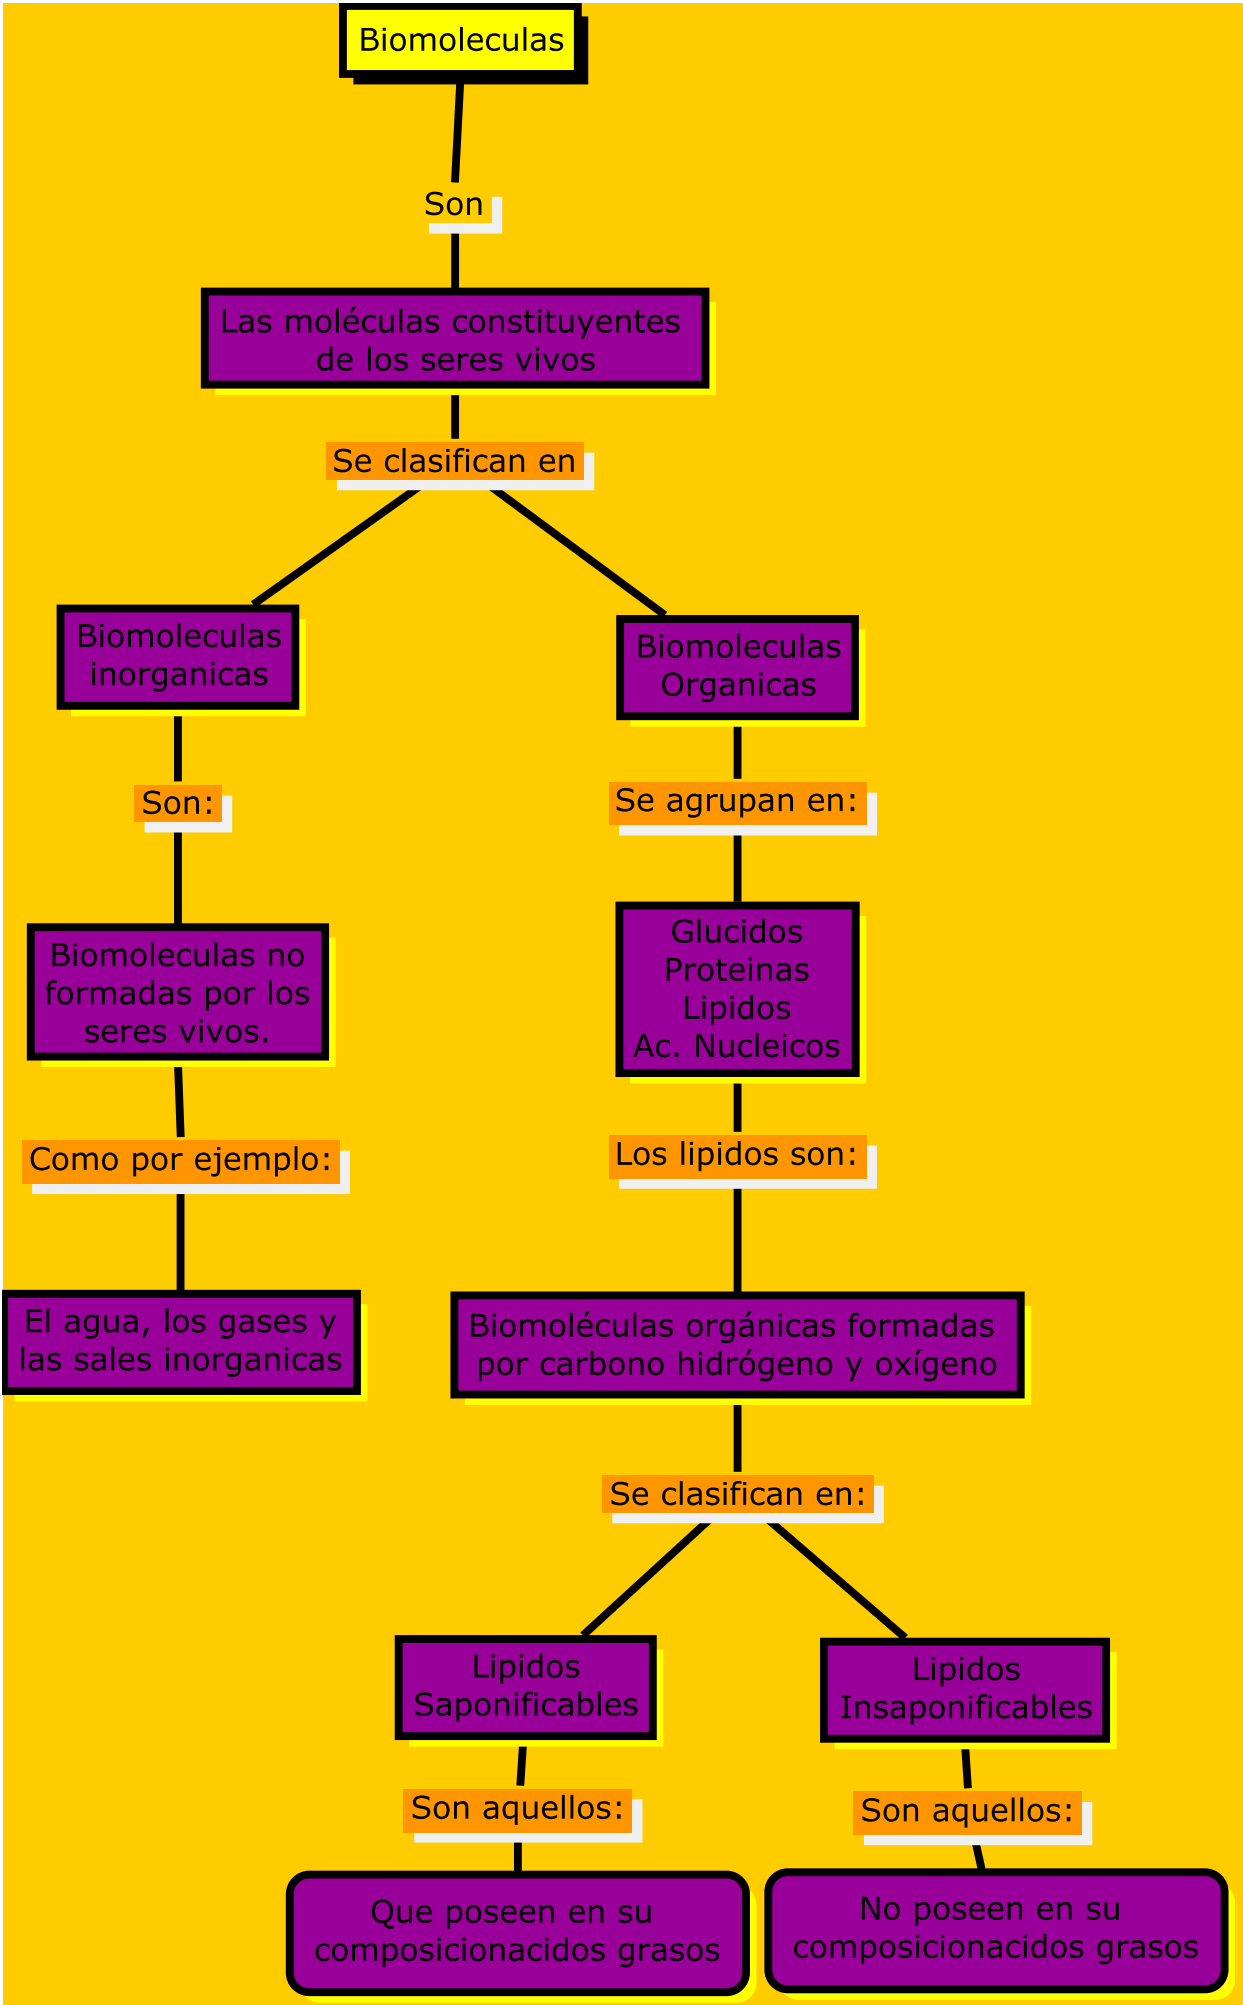 Biomoleculas
Son
Las moléculas constituyentes
de los seres vivos
Se clasifican en
Biomoleculas
inorganicas
Son:
Biomoleculas no
formadas por los
seres vivos.
Como por ejemplo:
El agua, los gases y
las sales inorganicas
Biomoleculas
Organicas
Se agrupan en:
Glucidos
Proteinas
Lipidos
Ac. Nucleicos
Los lipidos son:
Biomoléculas orgánicas formadas
por carbono hidrógeno y oxígeno
Se clasifican en:
Lipidos
Saponificables
Son aquellos:
Que poseen en su
composicionacidos grasos
Lipidos
Insaponificables
Son aquellos:
No poseen en su
composicionacidos grasos